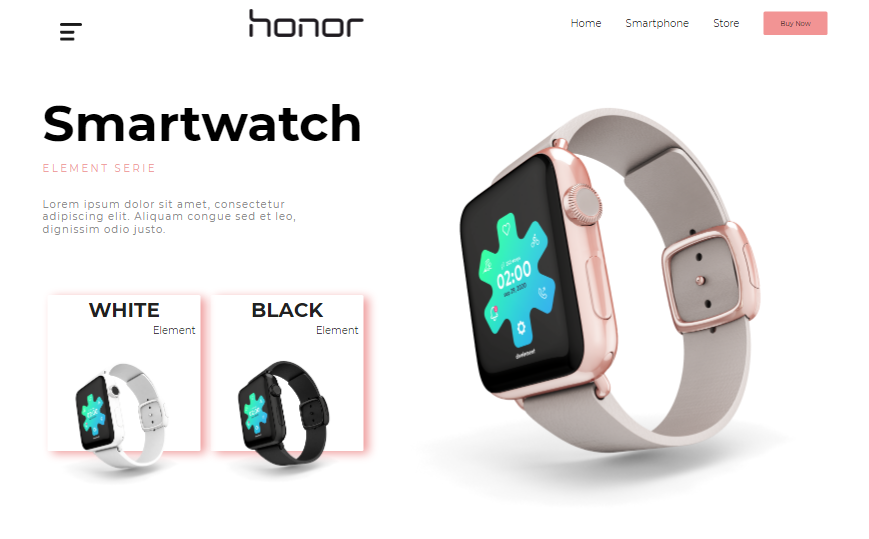 honor
Home
Smartphone
Store
Buy Now
Smartwatch
ELEMENT SERIE
Lorem ipsum dolor sit amet, consectetur
adipiscing elit. Aliquam congue sed et leo,
dignissim odio justo.
WHITE
Element
BLACK
Element
02:00